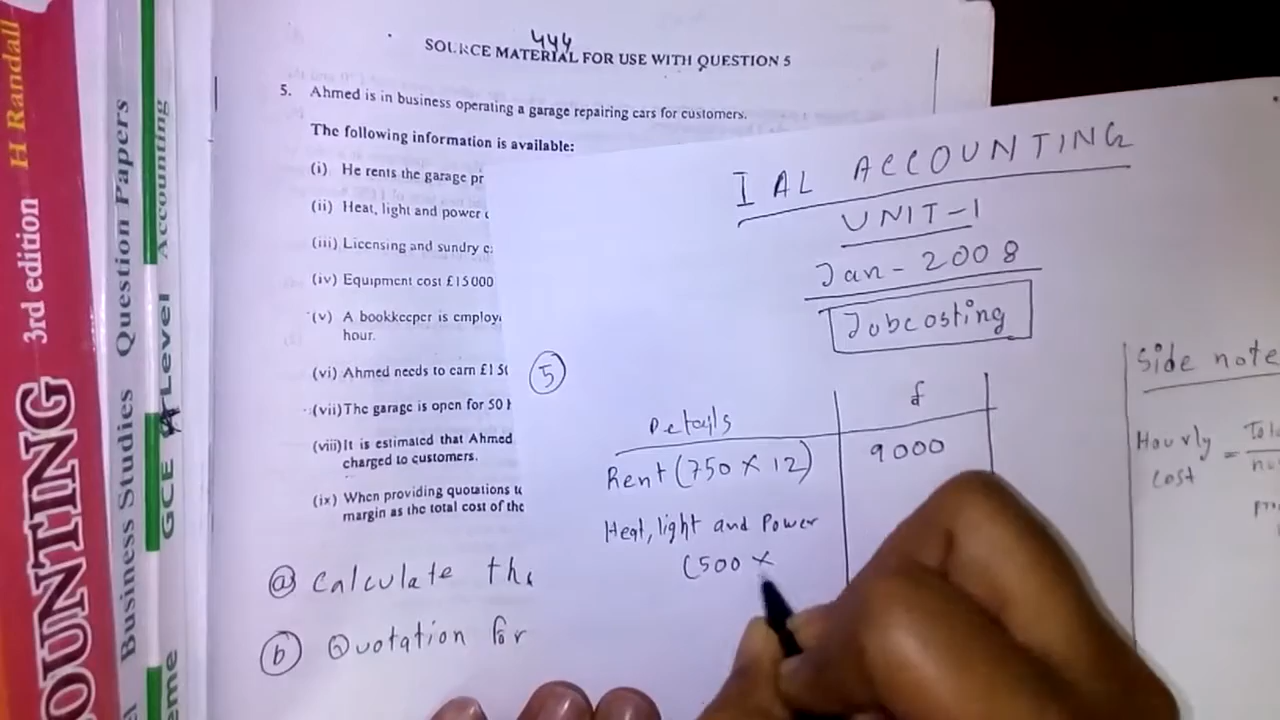 H Randall
3rd edition
OUNTING
Business Studies Question Papers
GCE A Level Accounting
444
SOURCE MATERIAL FOR USE WITH QUESTION 5
5. Ahmed is in business operating a garage repairing cars for customers.
The following information is available:
(i) He rents the garage pr
(ii) Heat, light and power
(iii) Licensing and sundry
(iv) Equipment cost £15000
(v) A bookkeeper is employ
hour.
(vi) Ahmed needs to earn £1 50
(vii) The garage is open for 50 h
(viii) It is estimated that Ahmed
charged to customers.
(ix) When providing quotations
margin as the total cost of the
(a) Calculate the
(b) Quotation for
IAL ACCOUNTING
UNIT-1
Jan-2008
Jobcosting
(5)
Details £
Rent (750 x 12) 9000
Heat, light and Power
(500 x
Side note
Hourly
cost =